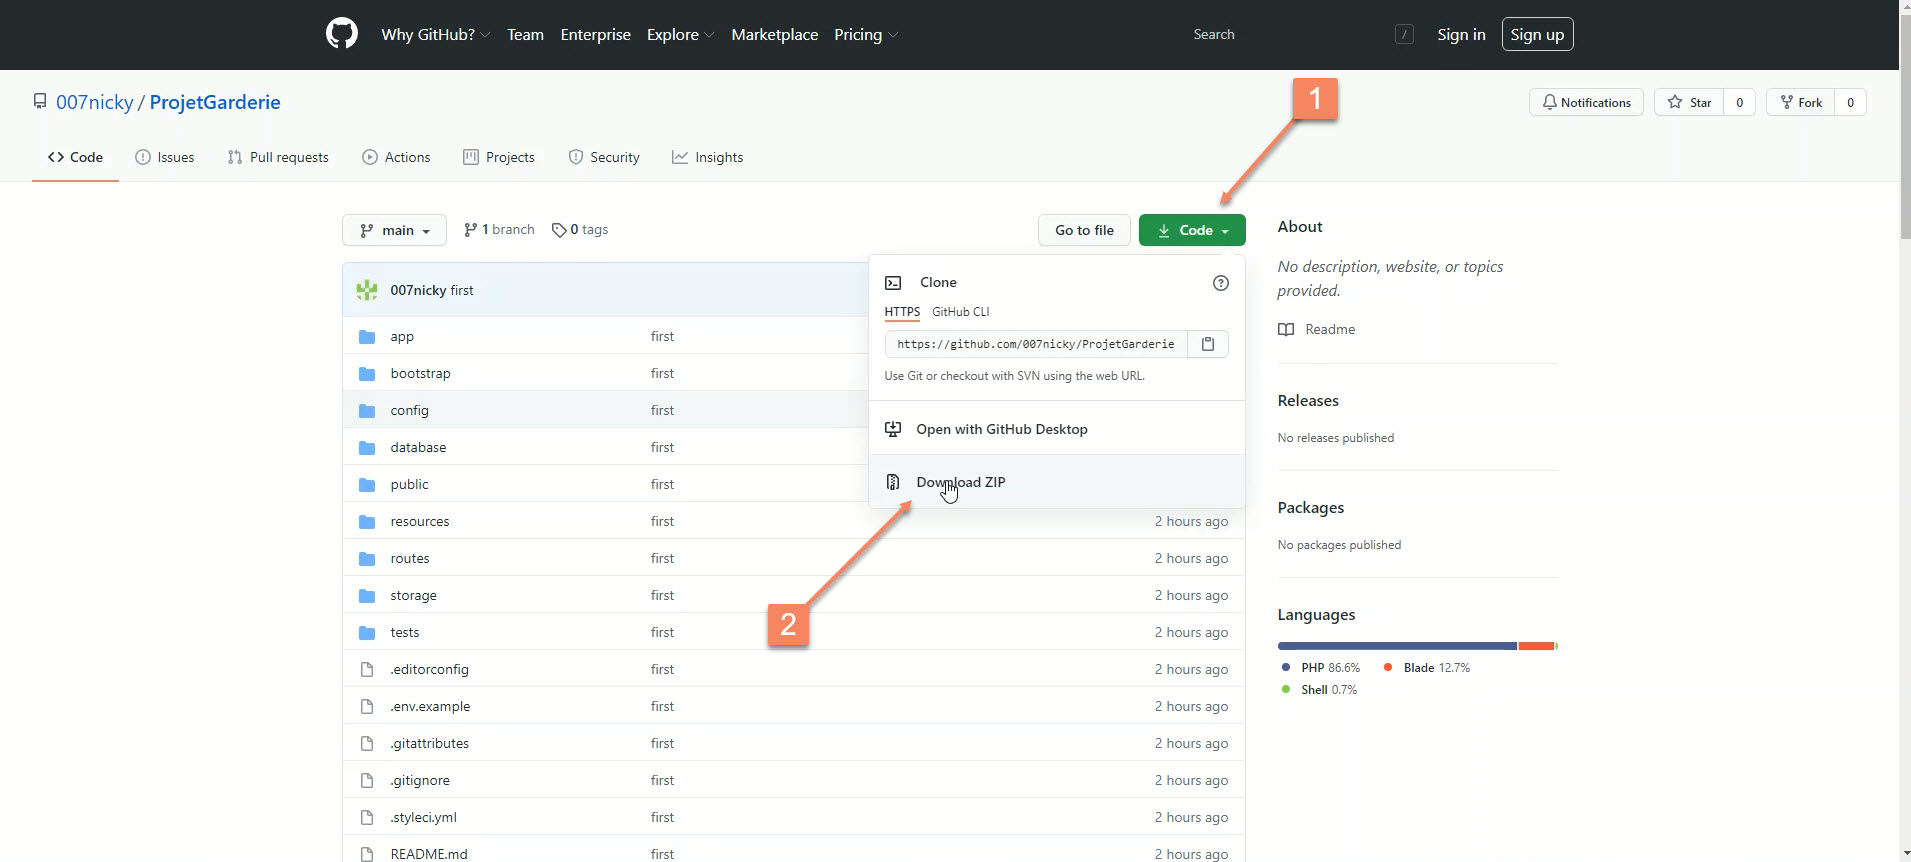 Why GitHub? Team Enterprise Explore Marketplace Pricing Search / Sign in Sign up
007nicky / ProjetGarderie 1 Notifications Star 0 Fork 0
<> Code Issues Pull requests Actions Projects Security Insights
main 1 branch 0 tags Go to file Code
007nicky first
Clone
HTTPS GitHub CLI
https://github.com/007nicky/ProjetGarderie
Use Git or checkout with SVN using the web URL.
Open with GitHub Desktop
Download ZIP
app first
bootstrap first
config first
database first
public first
resources first 2 hours ago
routes first 2 hours ago
storage first 2 hours ago
tests first 2 hours ago
2
.editorconfig first 2 hours ago
.env.example first 2 hours ago
.gitattributes first 2 hours ago
.gitignore first 2 hours ago
.styleci.yml first 2 hours ago
README.md first 2 hours ago
About
No description, website, or topics
provided.
Readme
Releases
No releases published
Packages
No packages published
Languages
PHP 86.6% Blade 12.7%
Shell 0.7%